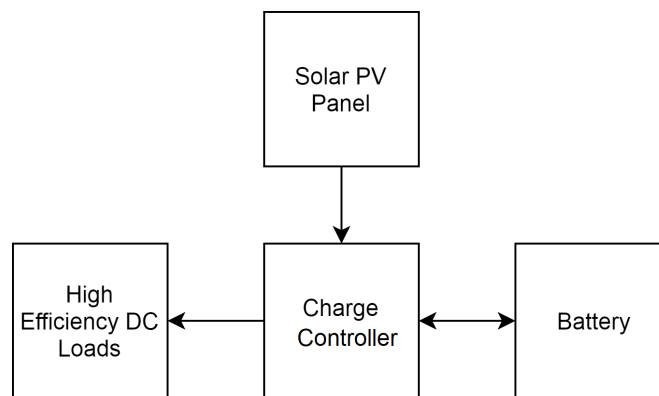 Solar PV
Panel
High
Efficiency DC
Loads
Charge
Controller
Battery